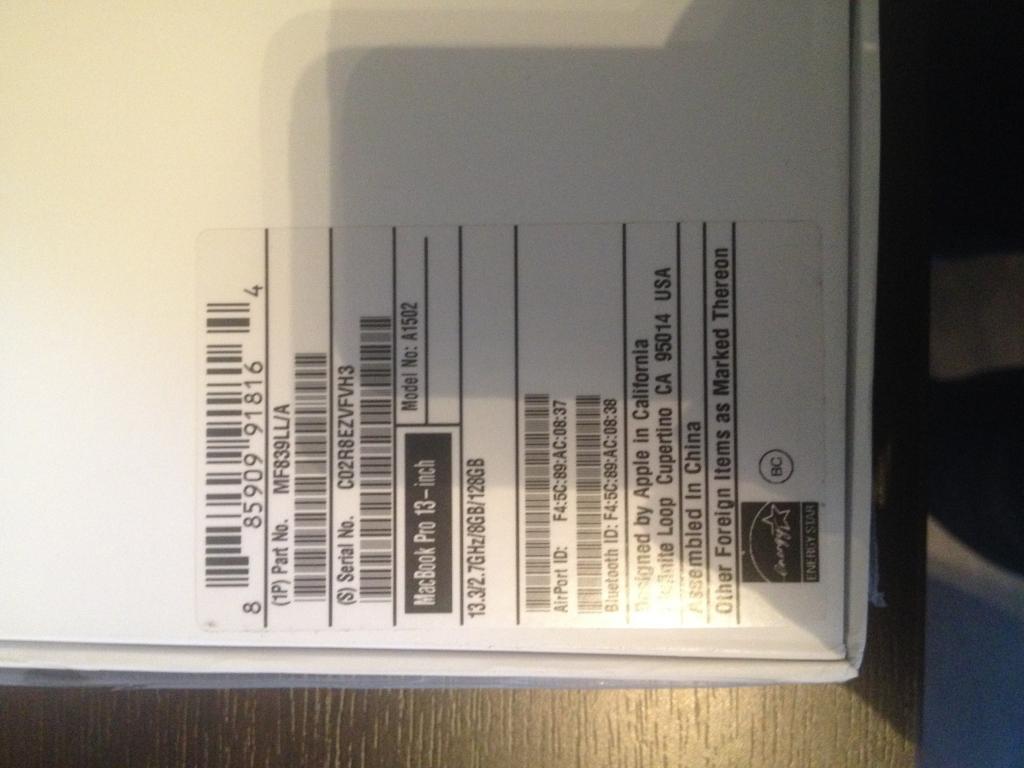 8 85909 91816 4
(1P) Part No. MF839LL/A
(S) Serial No. C02R8EZVFVH3
MacBook Pro 13-inch
Model No: A1502
13.3/2.7GHz/8GB/128GB
AirPort ID: F4:5C:89:AC:08:37
Bluetooth ID: F4:5C:89:AC:08:38
Designed by Apple in California
Infinite Loop Cupertino CA 95014 USA
Assembled In China
Other Foreign Items as Marked Thereon
energy
ENERGY STAR
BC